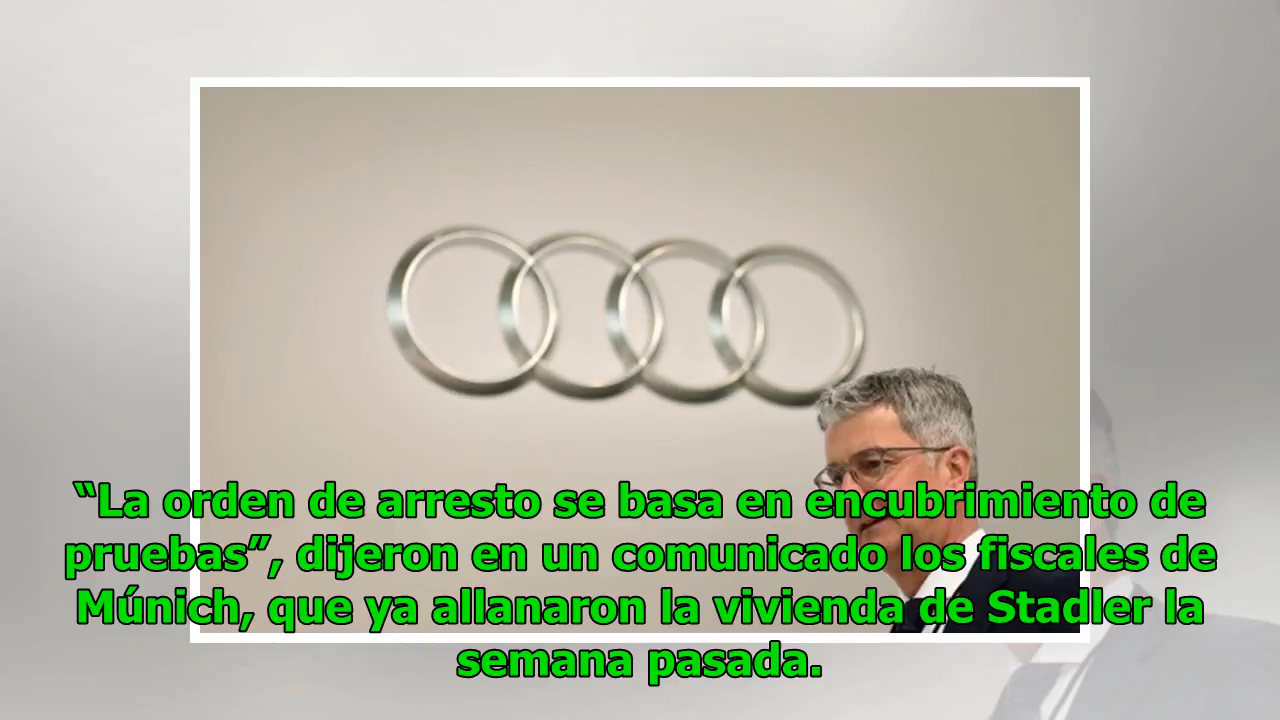 “La orden de arresto se basa en encubrimiento de
pruebas”, dijeron en un comunicado los fiscales de
Múnich, que ya allanaron la vivienda de Stadler la
semana pasada.